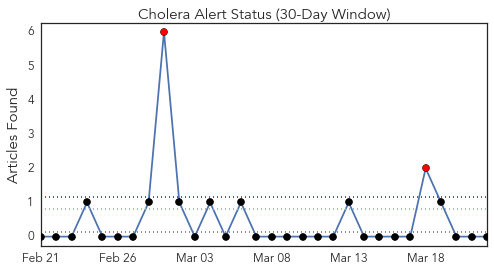 Cholera Alert Status (30-Day Window)
Articles Found
6
5
4
3
2
1
0
Feb 21 Feb 26 Mar 03 Mar 08 Mar 13 Mar 18